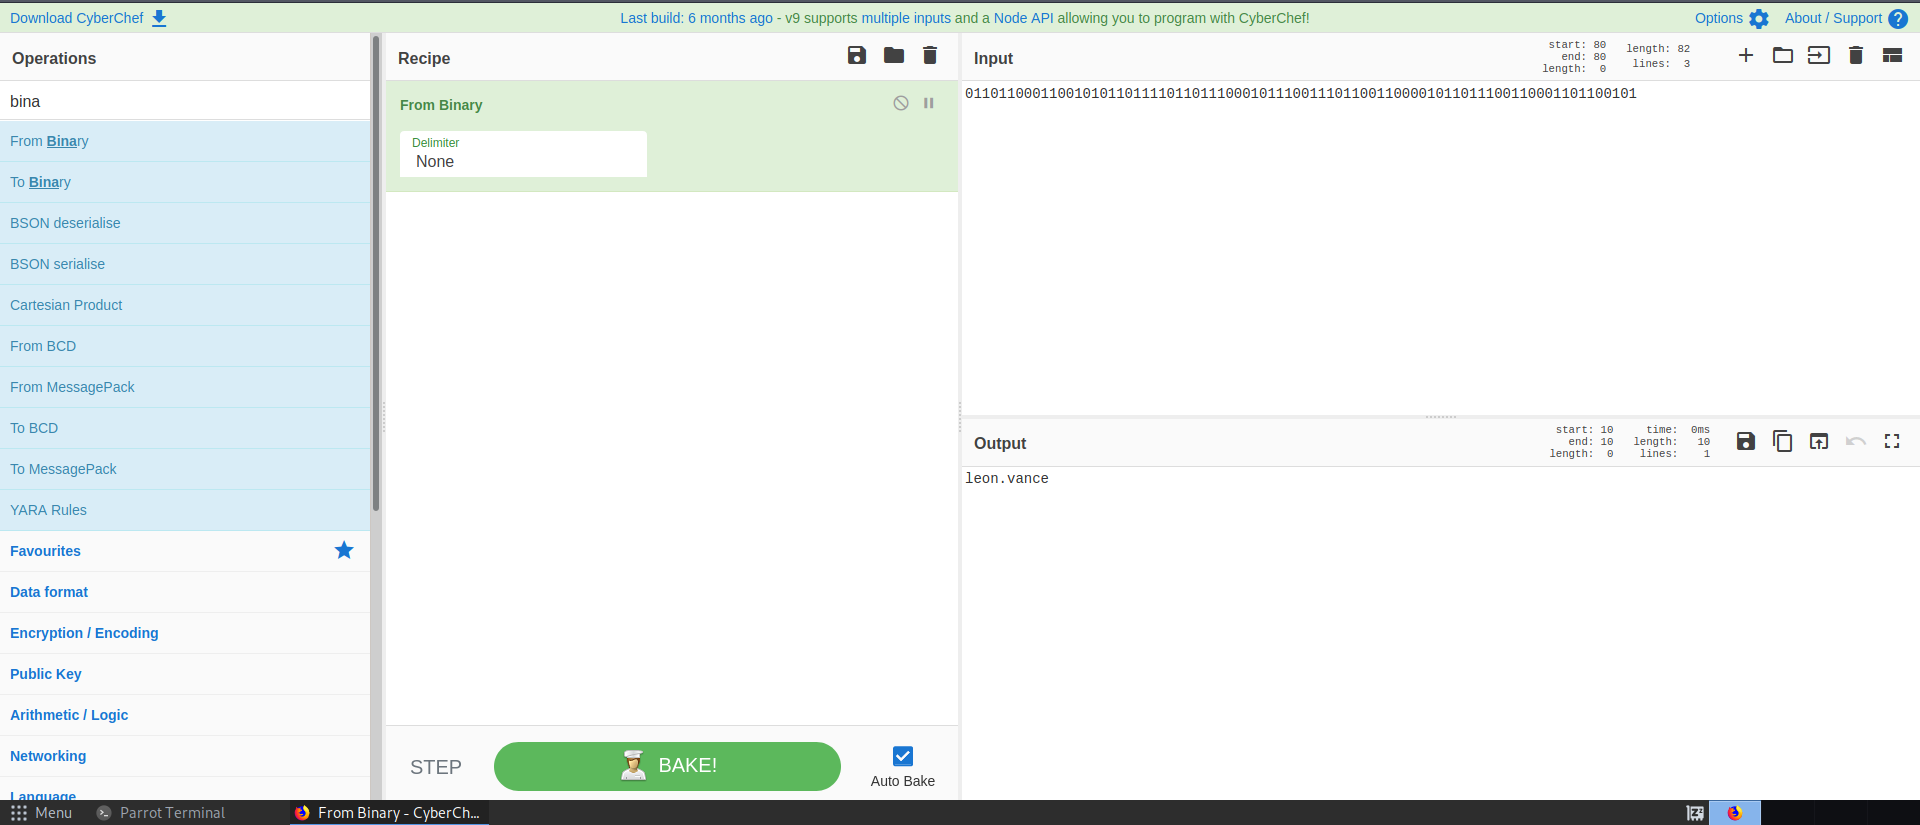 Download CyberChef
Last build: 6 months ago - v9 supports multiple inputs and a Node API allowing you to program with CyberChef!
Options
About / Support
Operations
bina
From Binary
To Binary
BSON deserialise
BSON serialise
Cartesian Product
From BCD
From MessagePack
To BCD
To MessagePack
YARA Rules
Favourites
Data format
Encryption / Encoding
Public Key
Arithmetic / Logic
Networking
Language
Recipe
From Binary
Delimiter
None
STEP
BAKE!
Auto Bake
Input
start: 80
end: 80
length: 0
length: 82
lines: 3
01101100011001010110111101101110001011100111011001100001011011100110001101100101
Output
start: 10
end: 10
length: 0
time: 0ms
length: 10
lines: 1
leon.vance
Menu
Parrot Terminal
From Binary - CyberCh...